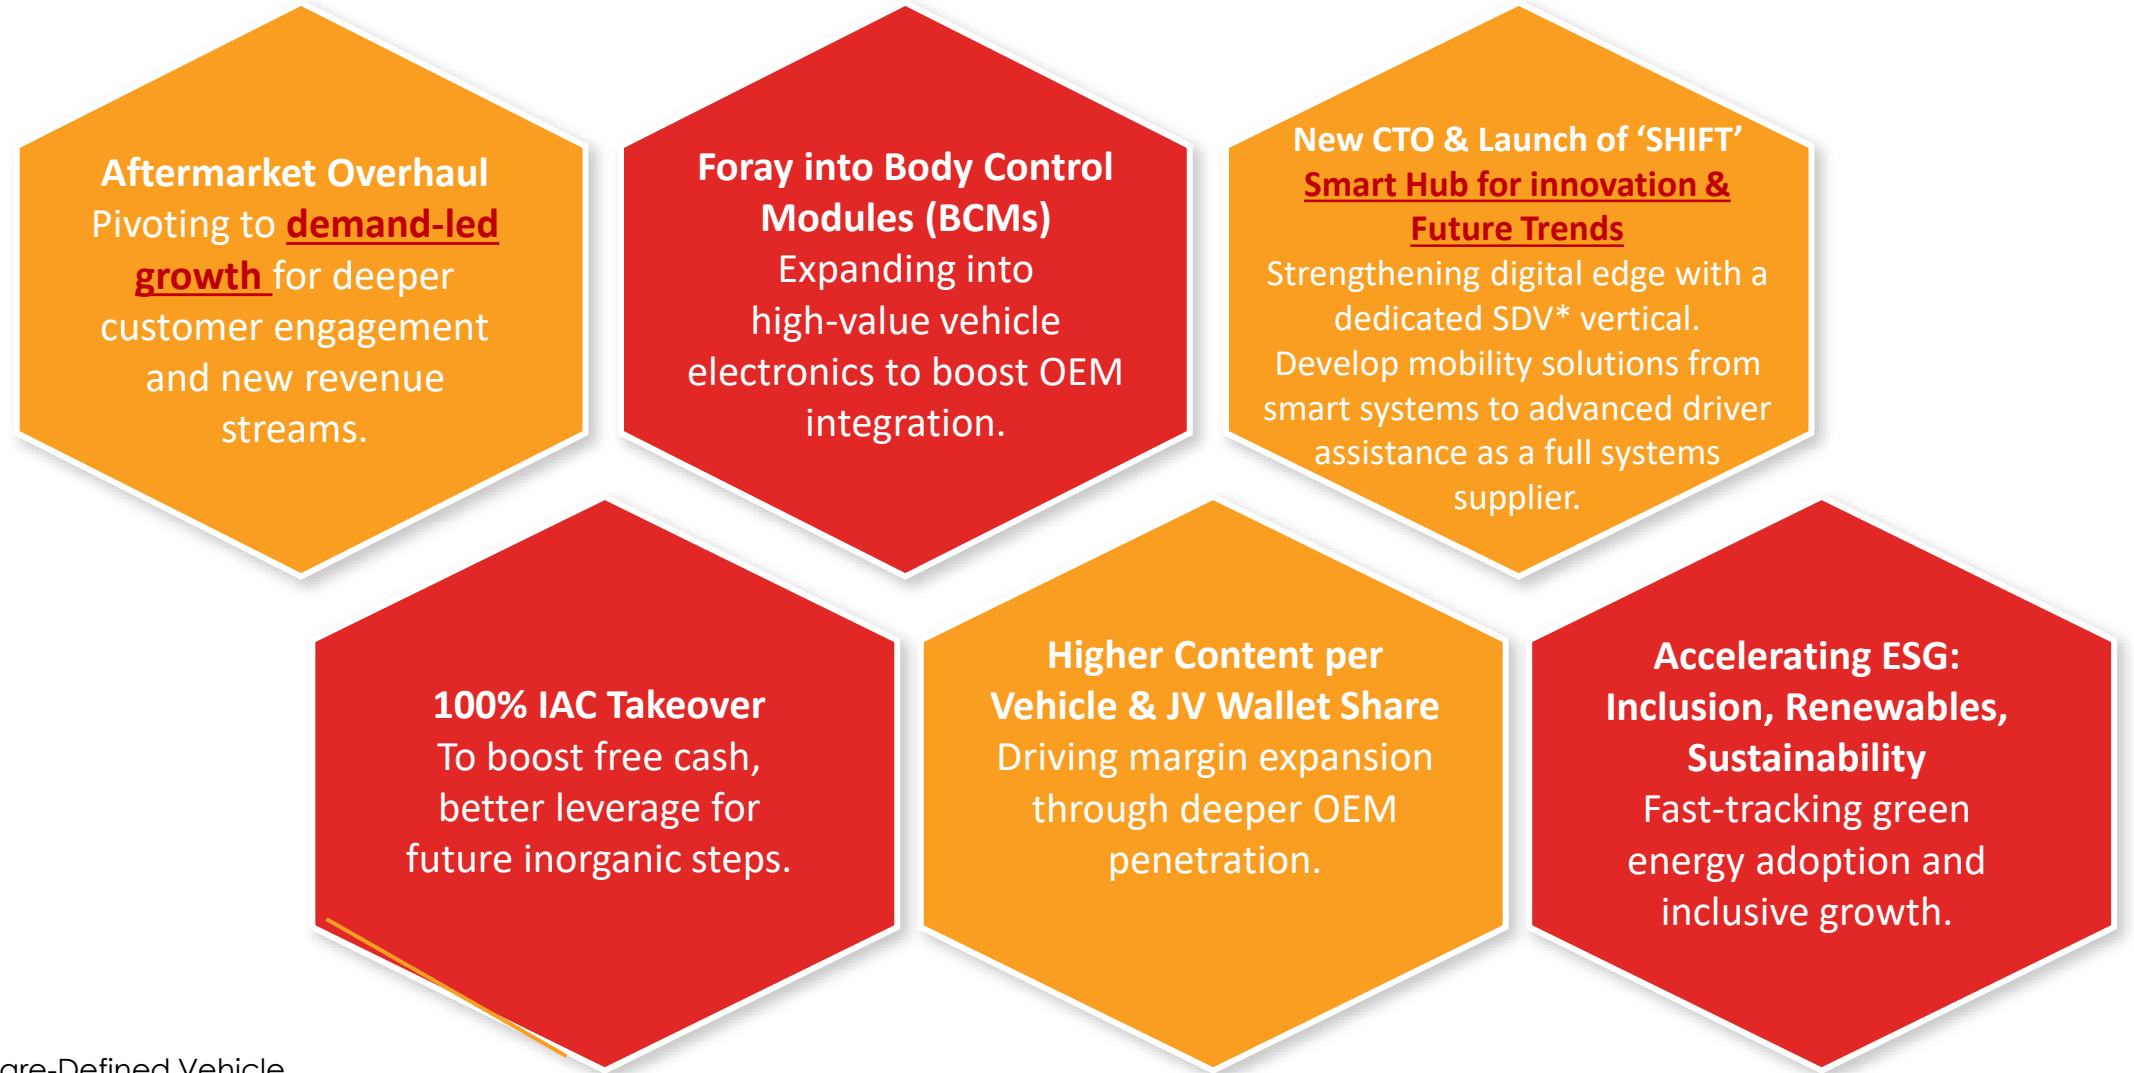 Aftermarket Overhaul
Pivoting to demand-led
growth for deeper
customer engagement
and new revenue
streams.
Foray into Body Control
Modules (BCMs)
Expanding into
high-value vehicle
electronics to boost OEM
integration.
New CTO & Launch of ‘SHIFT’
Smart Hub for innovation &
Future Trends
Strengthening digital edge with a
dedicated SDV* vertical.
Develop mobility solutions from
smart systems to advanced driver
assistance as a full systems
supplier.
100% IAC Takeover
To boost free cash,
better leverage for
future inorganic steps.
Higher Content per
Vehicle & JV Wallet Share
Driving margin expansion
through deeper OEM
penetration.
Accelerating ESG:
Inclusion, Renewables,
Sustainability
Fast-tracking green
energy adoption and
inclusive growth.
are-Defined Vehicle